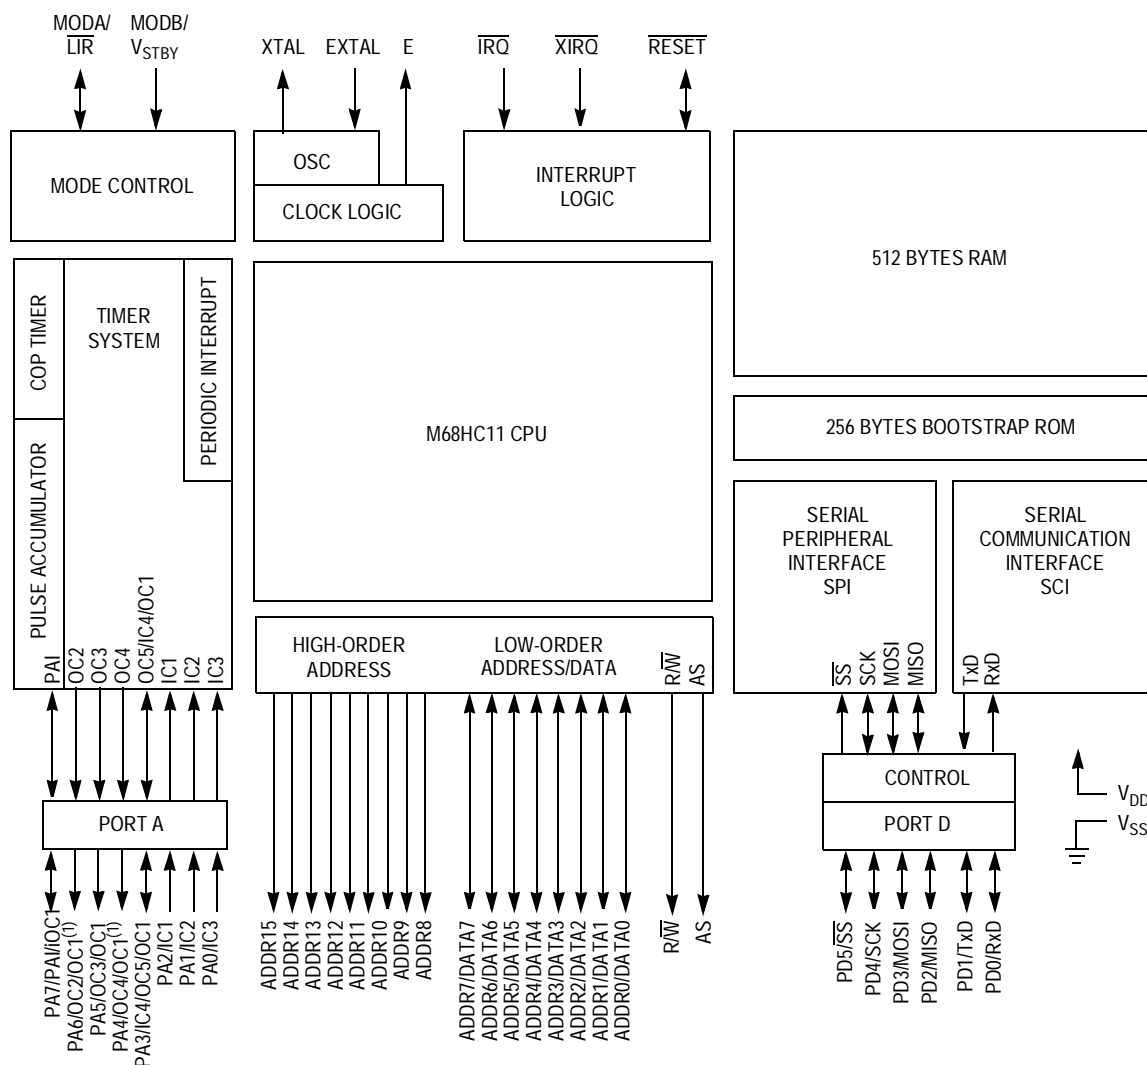 MODA/
LIR
MODB/
VSTBY
XTAL
EXTAL
E
IRQ
XIRQ
RESET
MODE CONTROL
OSC
CLOCK LOGIC
INTERRUPT
LOGIC
512 BYTES RAM
COP TIMER
TIMER
SYSTEM
PERIODIC INTERRUPT
M68HC11 CPU
256 BYTES BOOTSTRAP ROM
PULSE ACCUMULATOR
SERIAL
PERIPHERAL
INTERFACE
SPI
SERIAL
COMMUNICATION
INTERFACE
SCI
PAI
OC2
OC3
OC4
OC5/IC4/OC1
IC1
IC2
IC3
HIGH-ORDER
ADDRESS
LOW-ORDER
ADDRESS/DATA
R/W
AS
SS
SCK
MOSI
MISO
TxD
RxD
PORT A
CONTROL
PORT D
VDD
VSS
PA7/PAI/iOC1
PA6/OC2/OC1(1)
PA5/OC3/OC1
PA4/OC4/OC1(1)
PA3/IC4/OC5/OC1
PA2/IC1
PA1/IC2
PA0/IC3
ADDR15
ADDR14
ADDR13
ADDR12
ADDR11
ADDR10
ADDR9
ADDR8
ADDR7/DATA7
ADDR6/DATA6
ADDR5/DATA5
ADDR4/DATA4
ADDR3/DATA3
ADDR2/DATA2
ADDR1/DATA1
ADDR0/DATA0
R/W
AS
PD5/SS
PD4/SCK
PD3/MOSI
PD2/MISO
PD1/TxD
PD0/RxD